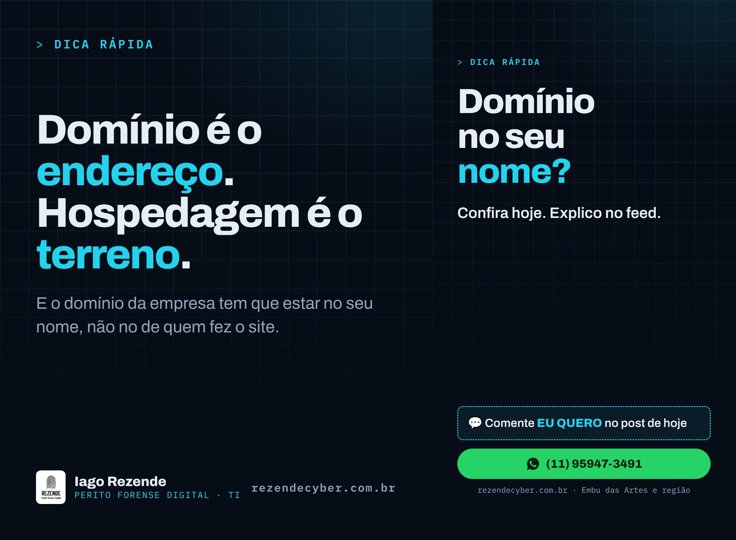 > DICA RÁPIDA
Domínio é o
endereço.
Hospedagem é o
terreno.
E o domínio da empresa tem que estar no seu
nome, não no de quem fez o site.
REZENDE
Iago Rezende
PERITO FORENSE DIGITAL · TI
rezendecyber.com.br
> DICA RÁPIDA
Domínio
no seu
nome?
Confira hoje. Explico no feed.
💬 Comente EU QUERO no post de hoje
(11) 95947-3491
rezendecyber.com.br · Embu das Artes e região